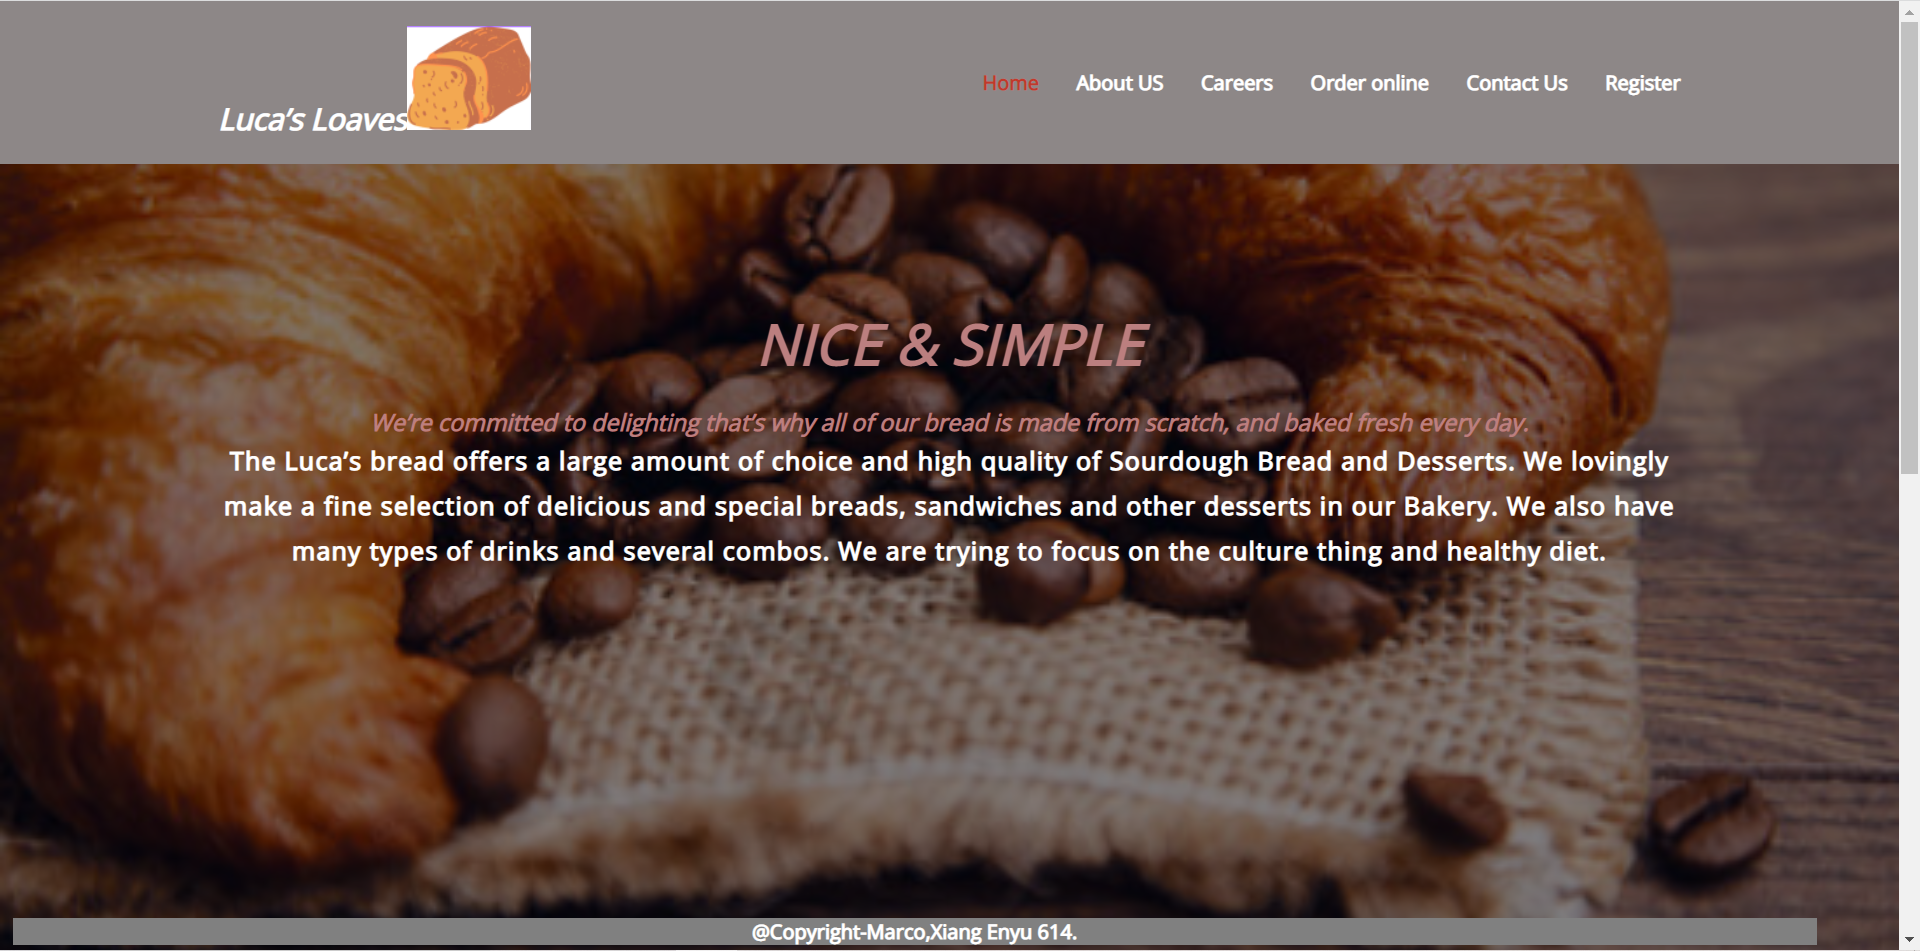 Luca’s Loaves
Home About US Careers Order online Contact Us Register
NICE & SIMPLE
We’re committed to delighting that’s why all of our bread is made from scratch, and baked fresh every day.
The Luca’s bread offers a large amount of choice and high quality of Sourdough Bread and Desserts. We lovingly
make a fine selection of delicious and special breads, sandwiches and other desserts in our Bakery. We also have
many types of drinks and several combos. We are trying to focus on the culture thing and healthy diet.
@Copyright-Marco,Xiang Enyu 614.